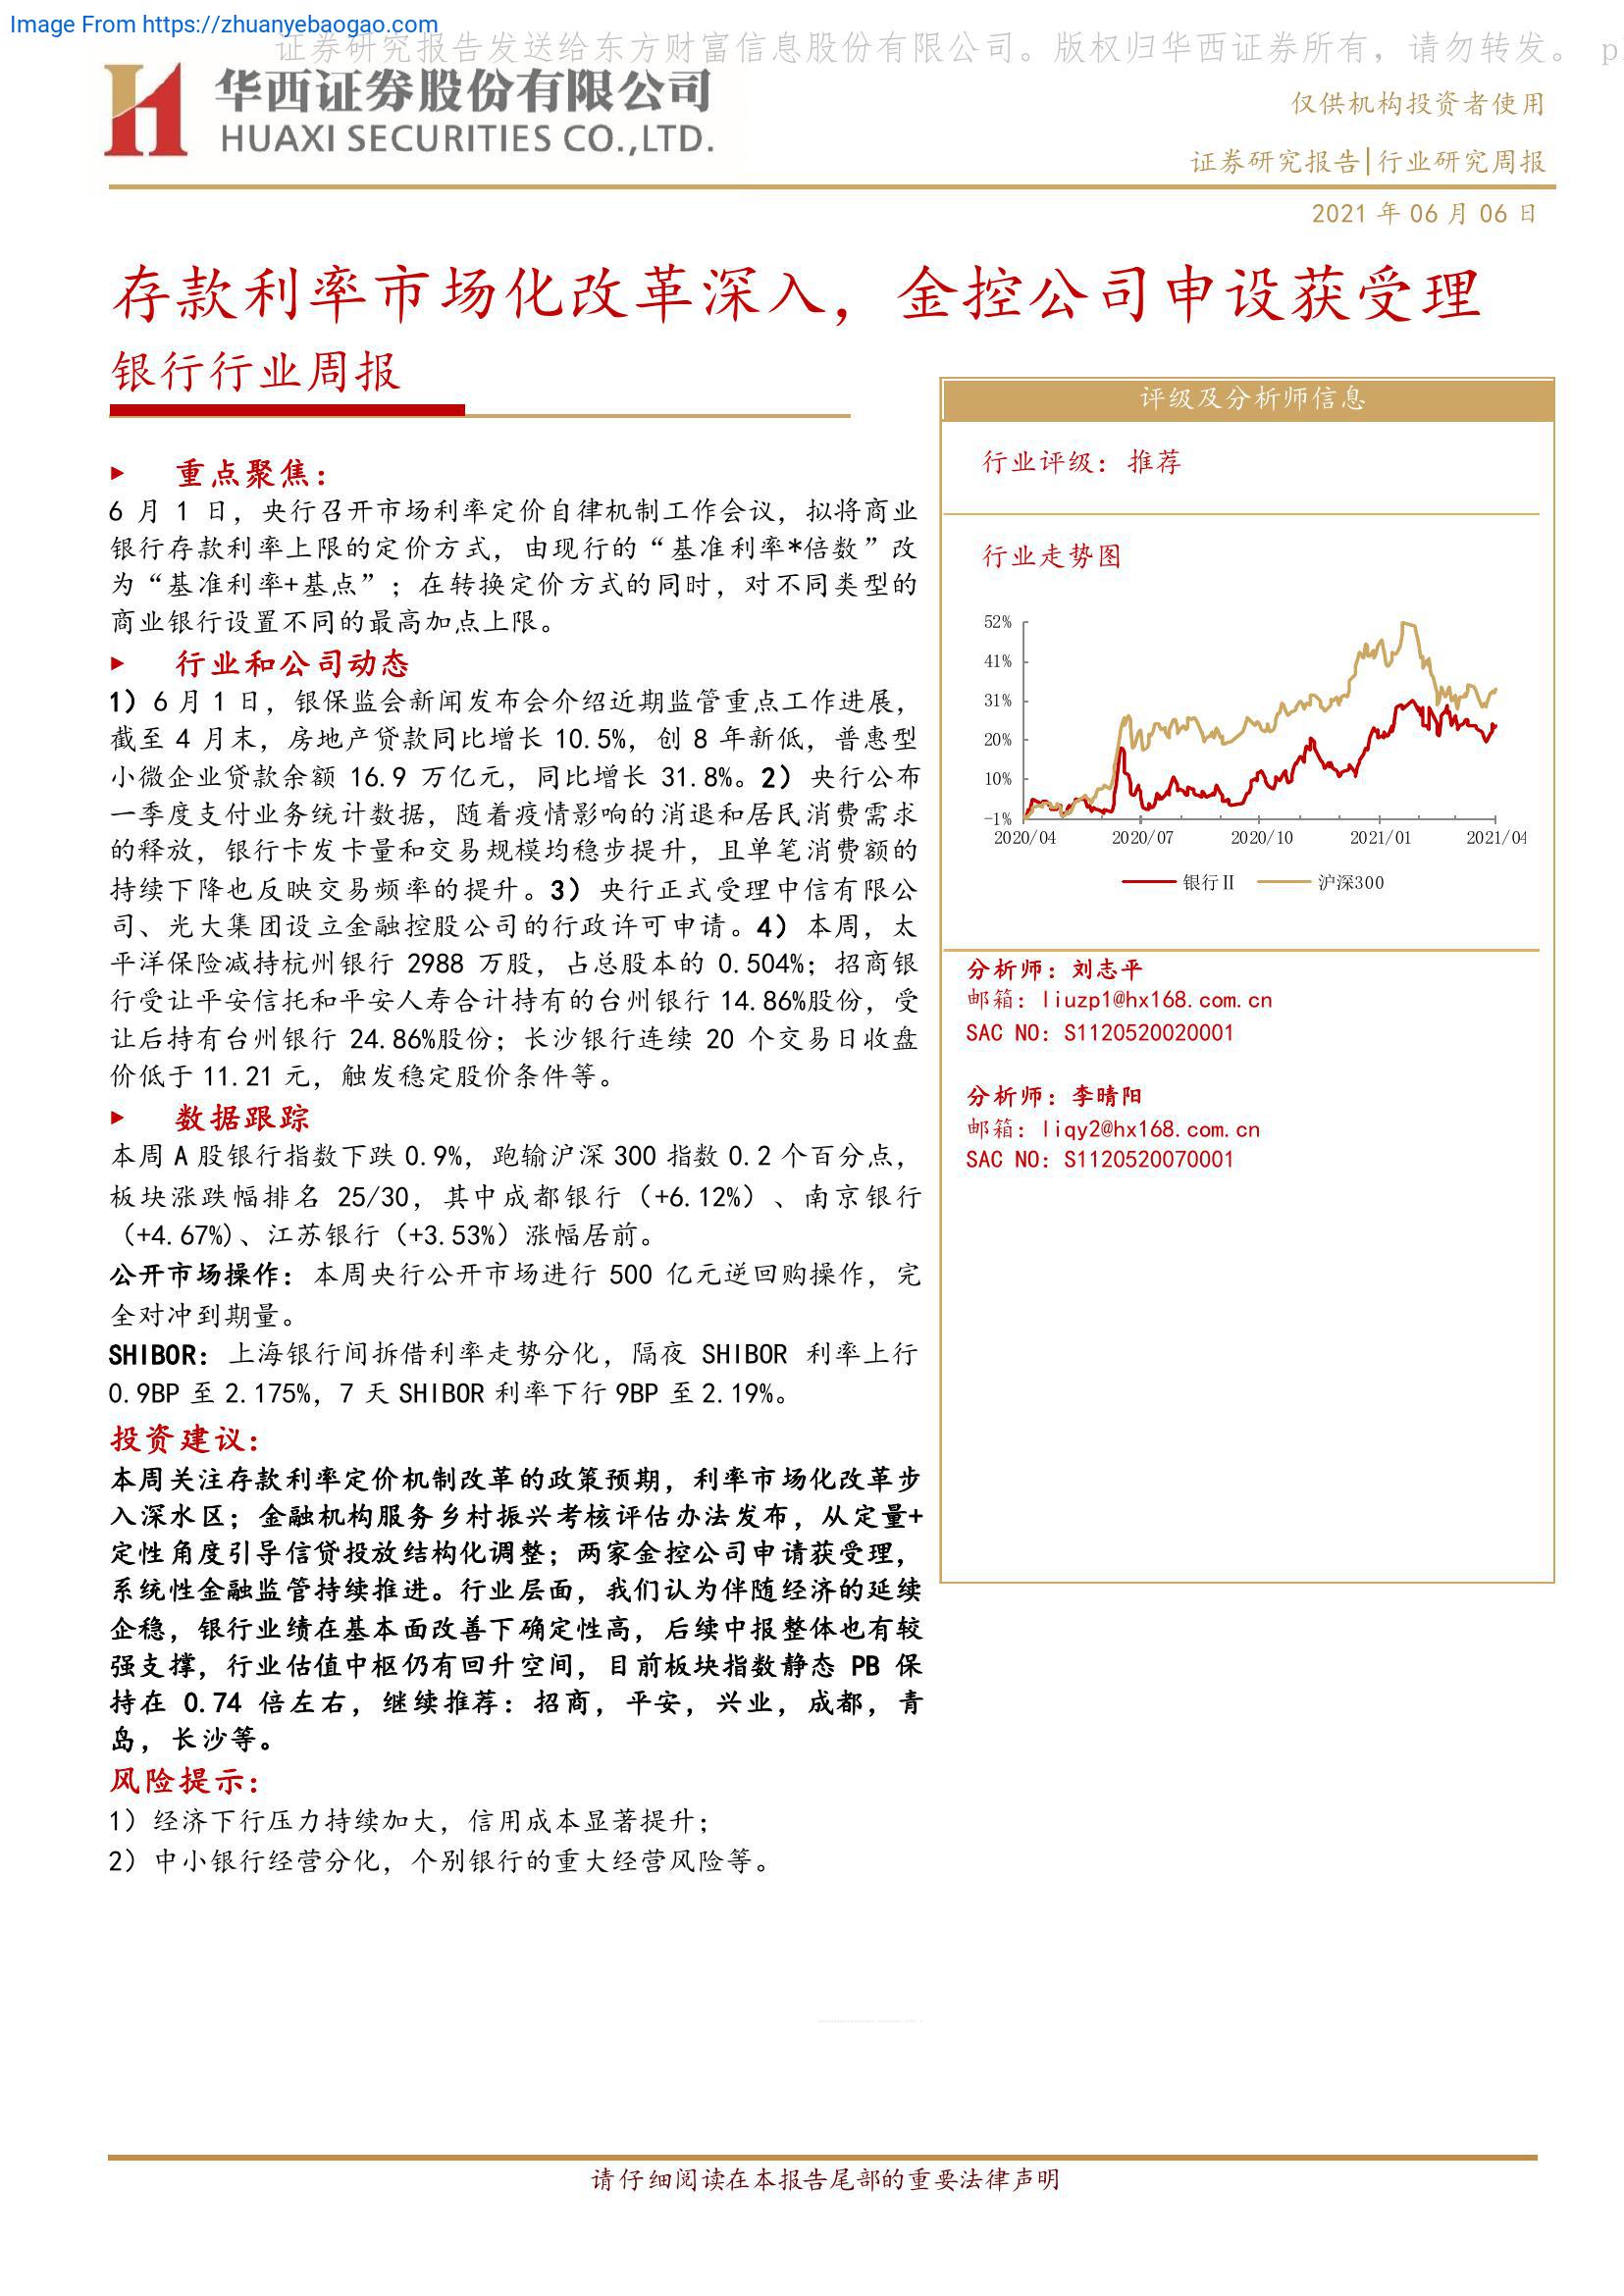 Image From https://zhuanyebaogao.com
证券研究报告发送给东方财富信息股份有限公司。版权归华西证券所有，请勿转发。 p
华西证券股份有限公司
HUAXI SECURITIES CO.,LTD.
仅供机构投资者使用
证券研究报告|行业研究周报
2021 年 06 月 06 日
存款利率市场化改革深入，金控公司申设获受理
银行行业周报
重点聚焦：
6 月 1 日，央行召开市场利率定价自律机制工作会议，拟将商业
银行存款利率上限的定价方式，由现行的“基准利率*倍数”改
为“基准利率+基点”；在转换定价方式的同时，对不同类型的
商业银行设置不同的最高加点上限。
行业和公司动态
1）6 月 1 日，银保监会新闻发布会介绍近期监管重点工作进展，
截至 4 月末，房地产贷款同比增长 10.5%，创 8 年新低，普惠型
小微企业贷款余额 16.9 万亿元，同比增长 31.8%。2）央行公布
一季度支付业务统计数据，随着疫情影响的消退和居民消费需求
的释放，银行卡发卡量和交易规模均稳步提升，且单笔消费额的
持续下降也反映交易频率的提升。3）央行正式受理中信有限公
司、光大集团设立金融控股公司的行政许可申请。4）本周，太
平洋保险减持杭州银行 2988 万股，占总股本的 0.504%；招商银
行受让平安信托和平安人寿合计持有的台州银行 14.86%股份，受
让后持有台州银行 24.86%股份；长沙银行连续 20 个交易日收盘
价低于 11.21 元，触发稳定股价条件等。
数据跟踪
本周 A 股银行指数下跌 0.9%，跑输沪深 300 指数 0.2 个百分点，
板块涨跌幅排名 25/30，其中成都银行（+6.12%）、南京银行
（+4.67%)、江苏银行（+3.53%）涨幅居前。
公开市场操作：本周央行公开市场进行 500 亿元逆回购操作，完
全对冲到期量。
SHIBOR：上海银行间拆借利率走势分化，隔夜 SHIBOR 利率上行
0.9BP 至 2.175%，7 天 SHIBOR 利率下行 9BP 至 2.19%。
投资建议：
本周关注存款利率定价机制改革的政策预期，利率市场化改革步
入深水区；金融机构服务乡村振兴考核评估办法发布，从定量+
定性角度引导信贷投放结构化调整；两家金控公司申请获受理，
系统性金融监管持续推进。行业层面，我们认为伴随经济的延续
企稳，银行业绩在基本面改善下确定性高，后续中报整体也有较
强支撑，行业估值中枢仍有回升空间，目前板块指数静态 PB 保
持在 0.74 倍左右，继续推荐：招商，平安，兴业，成都，青
岛，长沙等。
风险提示：
1）经济下行压力持续加大，信用成本显著提升；
2）中小银行经营分化，个别银行的重大经营风险等。
评级及分析师信息
行业评级：推荐
行业走势图
52%
41%
31%
20%
10%
-1%
2020/04 2020/07 2020/10 2021/01 2021/04
银行Ⅱ 沪深300
分析师：刘志平
邮箱：liuzp1@hx168.com.cn
SAC NO：S1120520020001
分析师：李晴阳
邮箱：liqy2@hx168.com.cn
SAC NO：S1120520070001
请仔细阅读在本报告尾部的重要法律声明